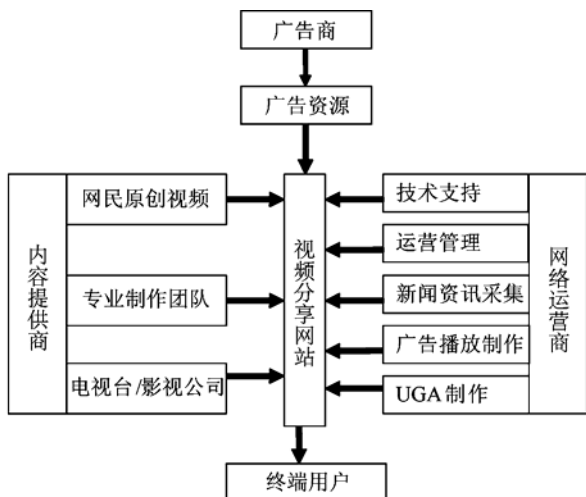 广告商
广告资源
内容提供商
网民原创视频
专业制作团队
电视台/影视公司
视频分享网站
技术支持
运营管理
新闻资讯采集
广告播放制作
UGA制作
网络运营商
终端用户